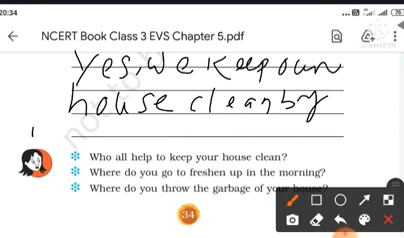 20:34
NCERT Book Class 3 EVS Chapter 5.pdf
Yes, we keep our
house clean by
Who all help to keep your house clean?
Where do you go to freshen up in the morning?
Where do you throw the garbage of your house?
34